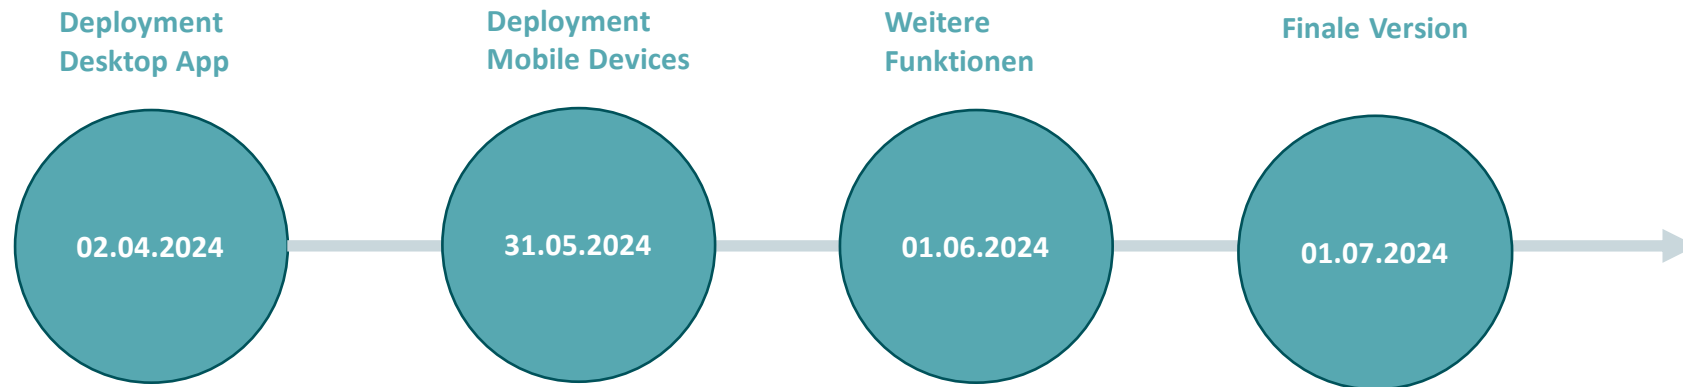 Deployment
Desktop App
Deployment
Mobile Devices
Weitere
Funktionen
Finale Version
02.04.2024
31.05.2024
01.06.2024
01.07.2024